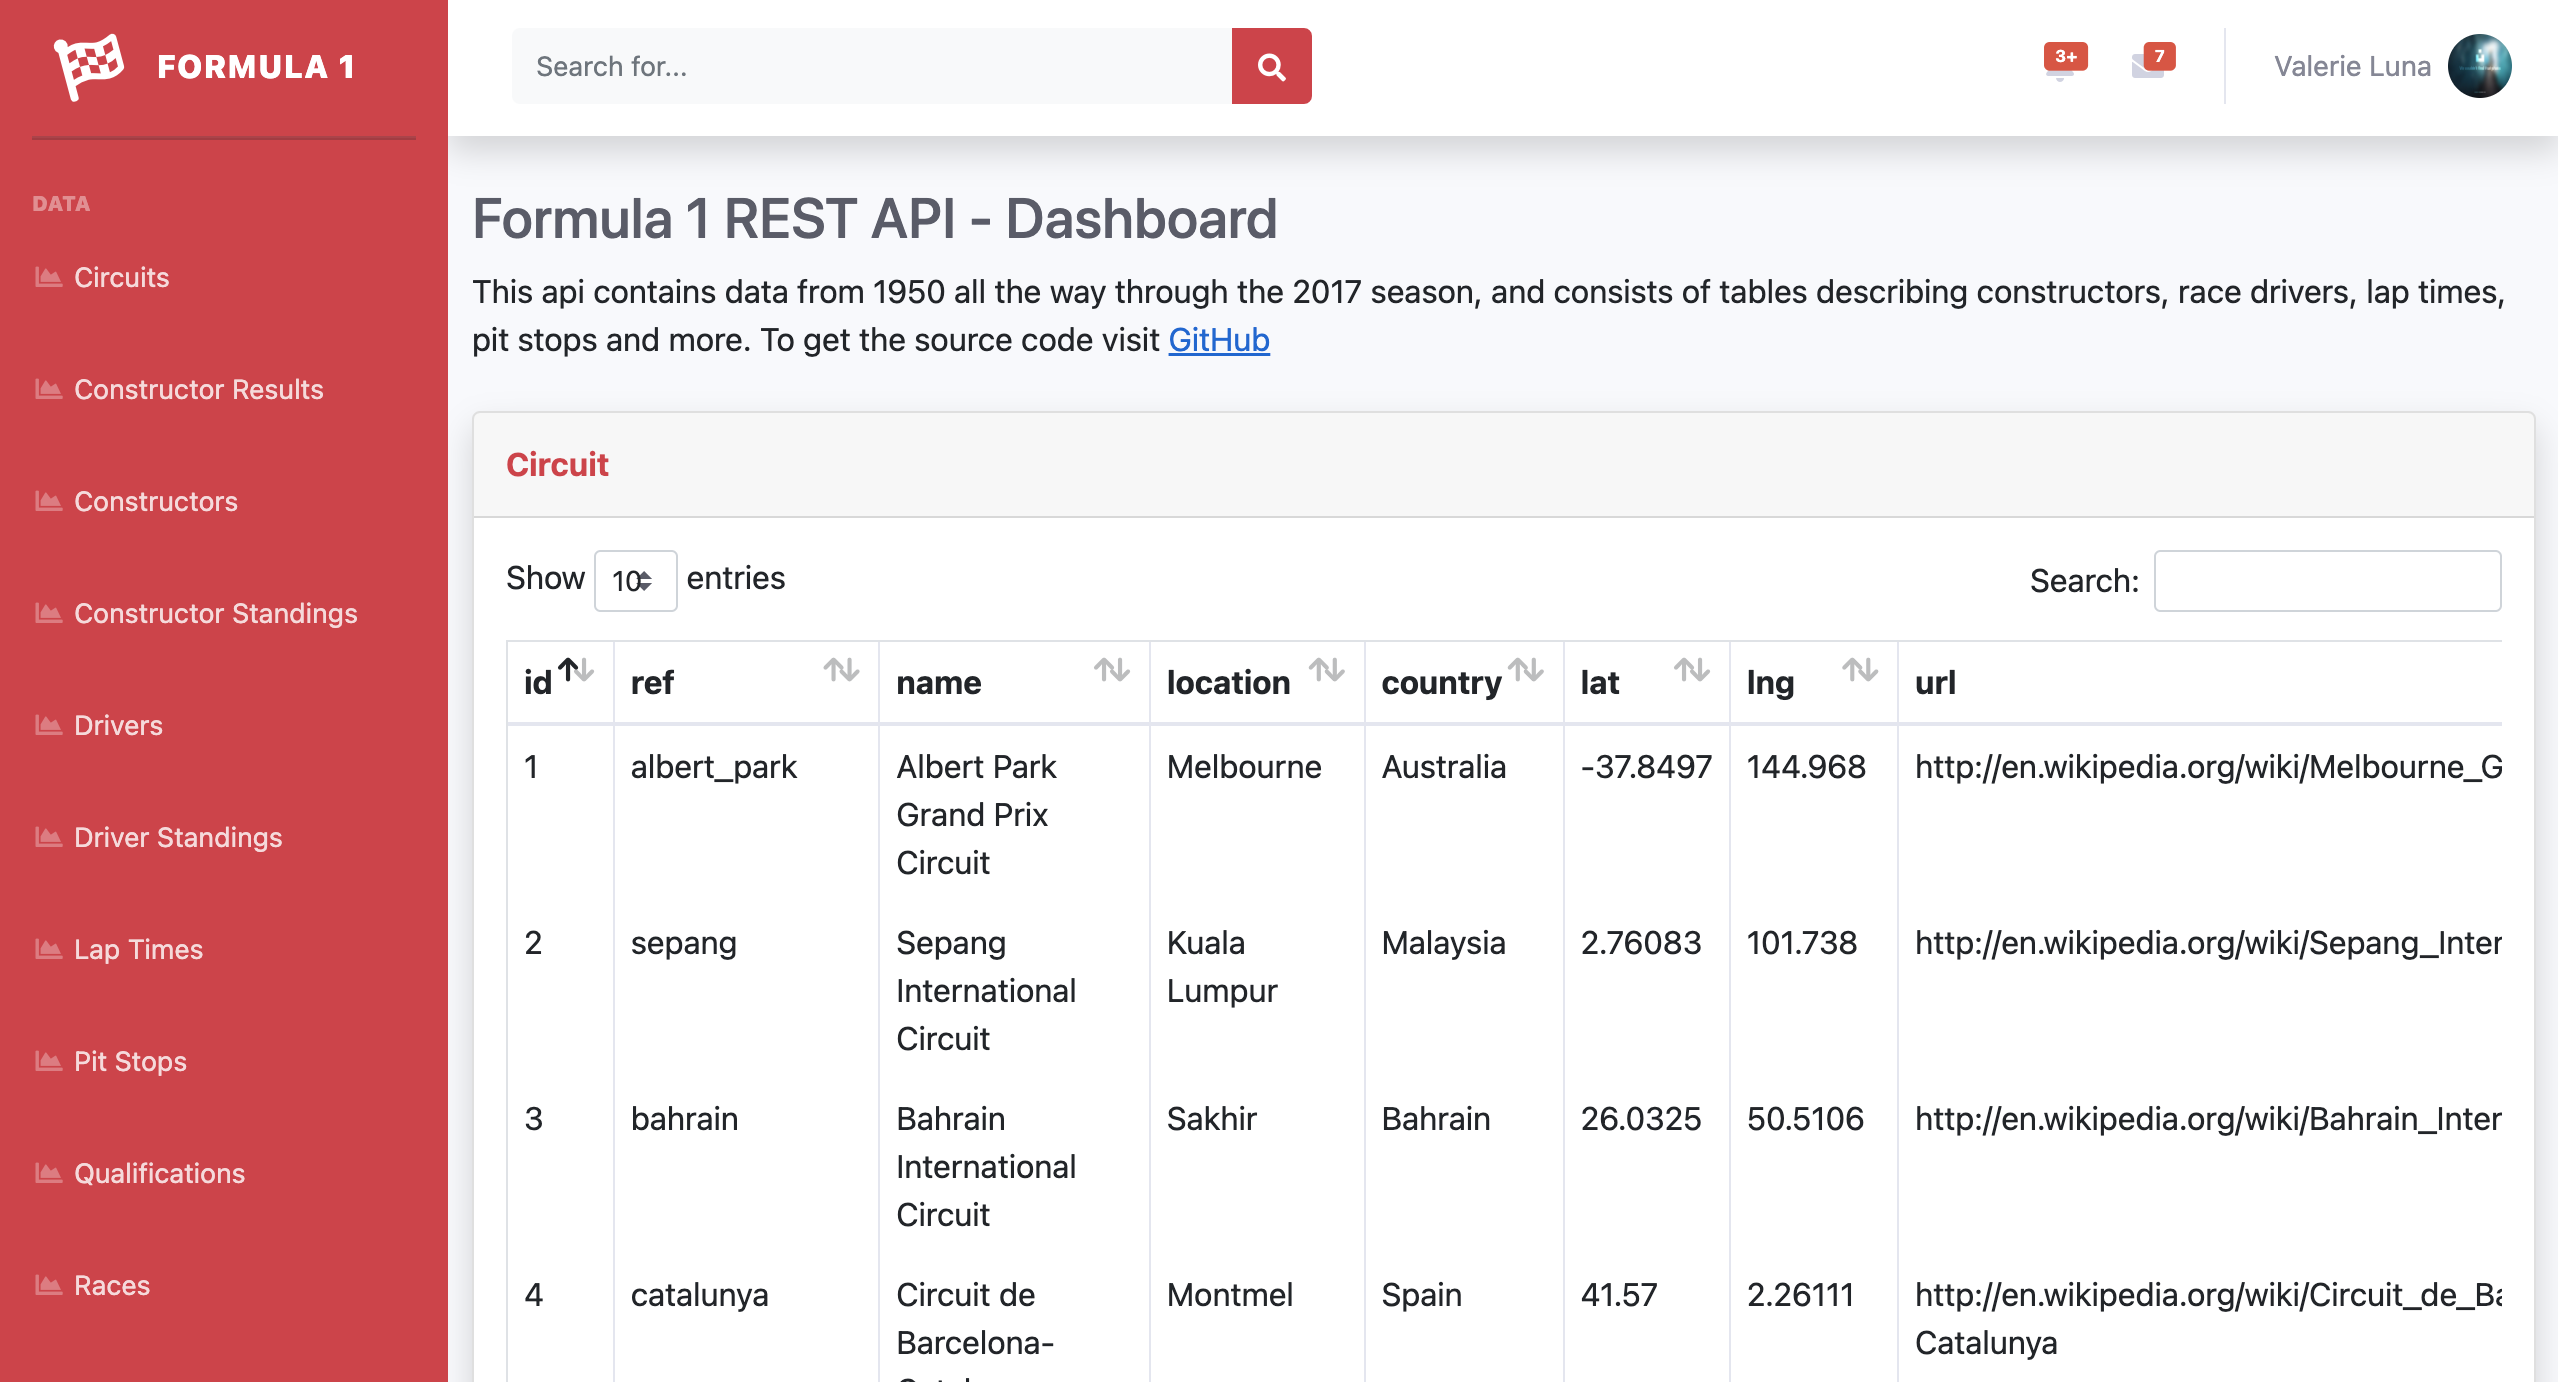 FORMULA 1
Search for...
3+
7
Valerie Luna
DATA
Circuits
Constructor Results
Constructors
Constructor Standings
Drivers
Driver Standings
Lap Times
Pit Stops
Qualifications
Races
Formula 1 REST API - Dashboard
This api contains data from 1950 all the way through the 2017 season, and consists of tables describing constructors, race drivers, lap times,
pit stops and more. To get the source code visit GitHub
Circuit
Show 10 entries
Search:
id ref name location country lat lng url
1 albert_park Albert Park Melbourne Australia -37.8497 144.968 http://en.wikipedia.org/wiki/Melbourne_G
Grand Prix
Circuit
2 sepang Sepang Kuala Malaysia 2.76083 101.738 http://en.wikipedia.org/wiki/Sepang_Inter
International Lumpur
Circuit
3 bahrain Bahrain Sakhir Bahrain 26.0325 50.5106 http://en.wikipedia.org/wiki/Bahrain_Inter
International
Circuit
4 catalunya Circuit de Montmel Spain 41.57 2.26111 http://en.wikipedia.org/wiki/Circuit_de_Ba
Barcelona- Catalunya